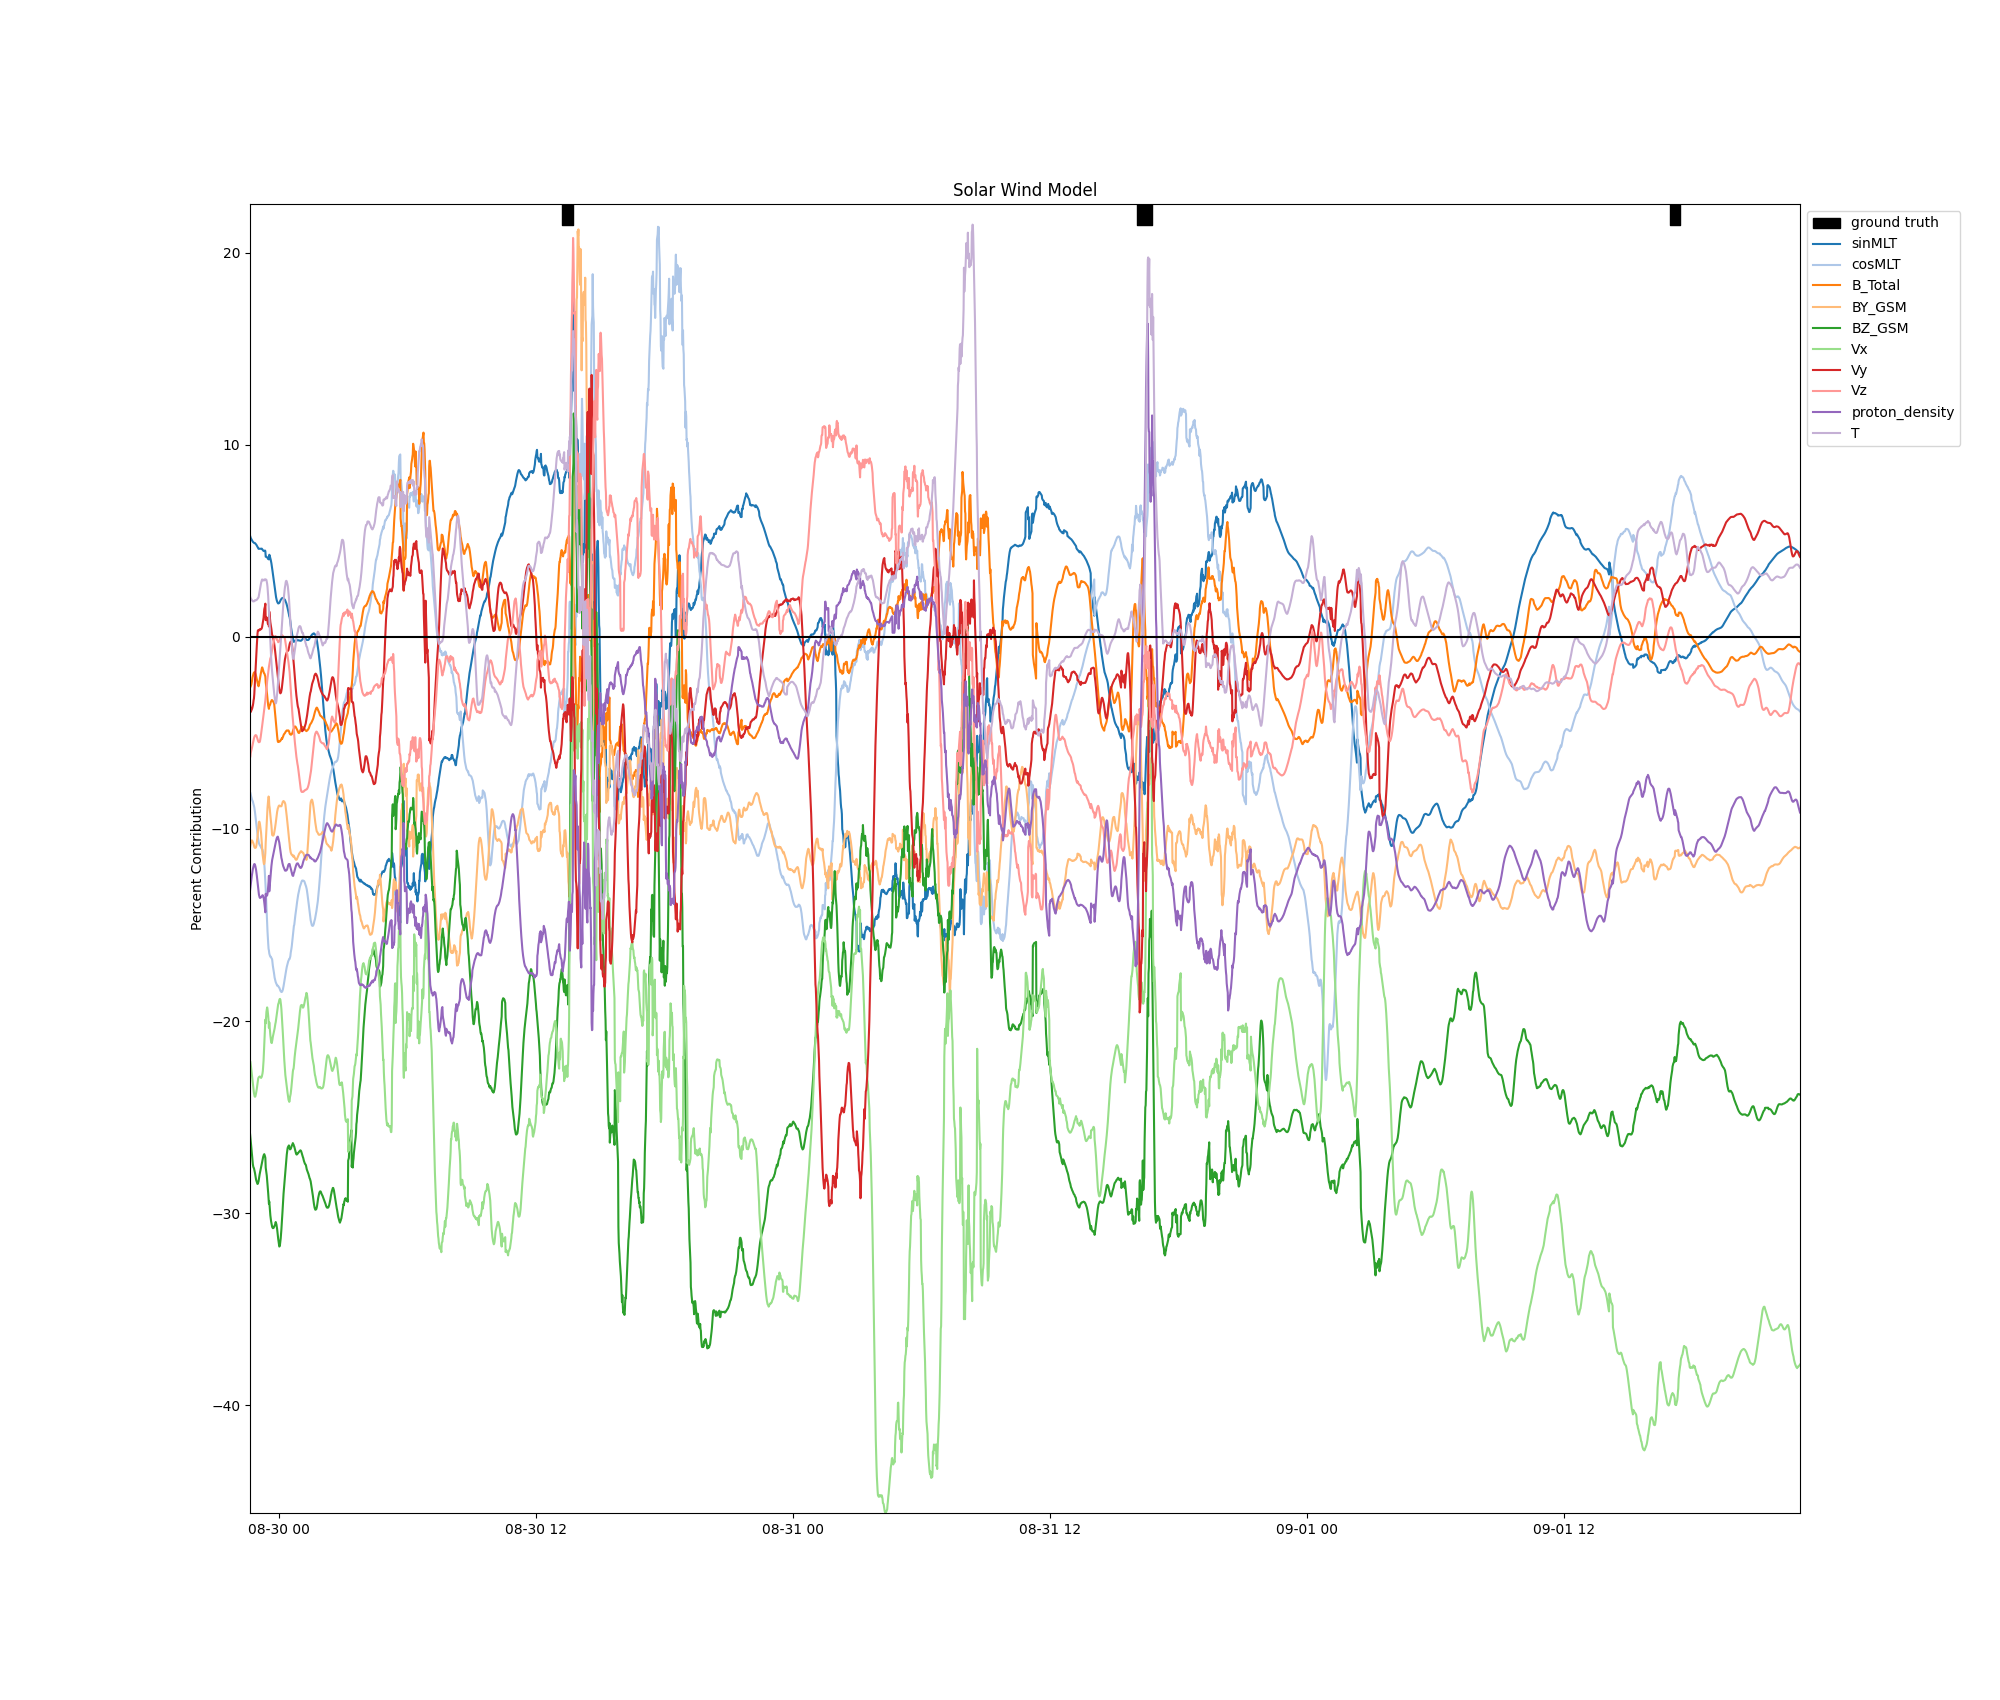 Solar Wind Model
ground truth
sinMLT
cosMLT
B_Total
BY_GSM
BZ_GSM
Vx
Vy
Vz
proton_density
T
Percent Contribution
20
10
0
−10
−20
−30
−40
08-30 00
08-30 12
08-31 00
08-31 12
09-01 00
09-01 12